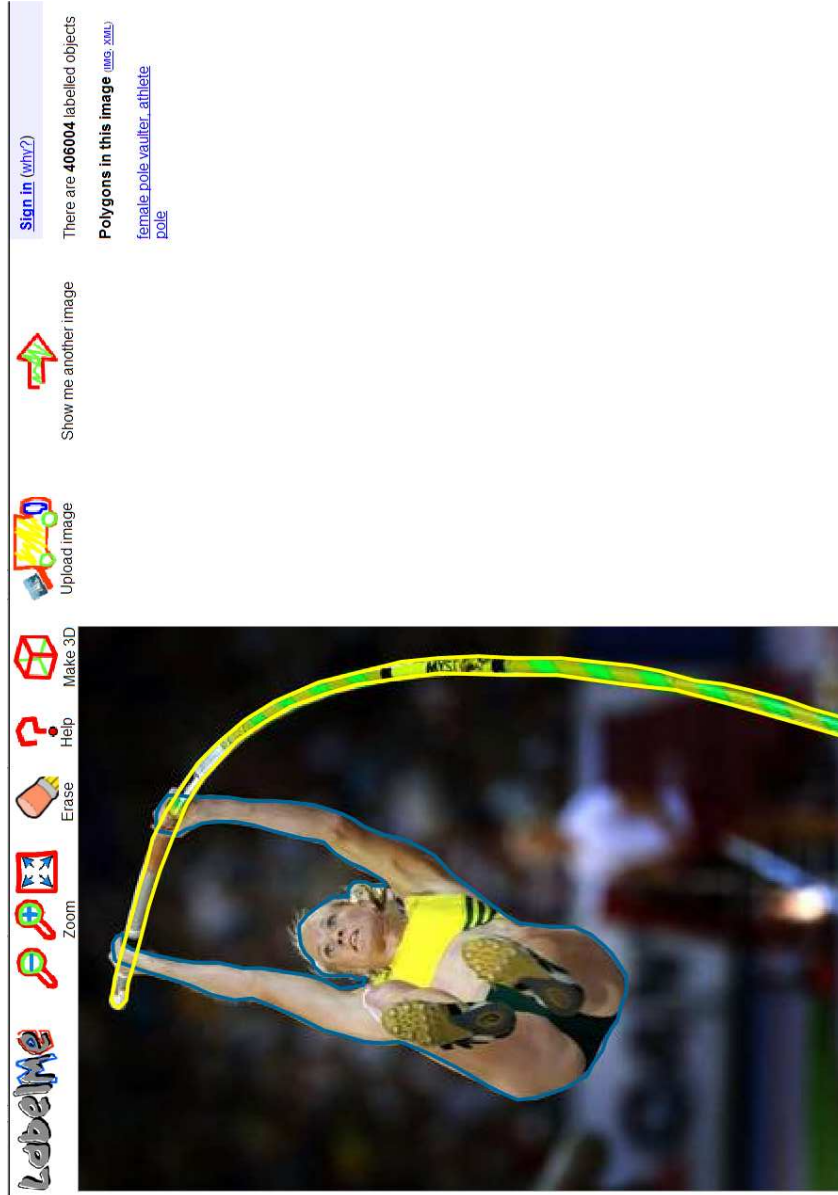 LabelMe
Zoom
Erase
Help
Make 3D
Upload image
Show me another image
Sign in (why?)
There are 406004 labelled objects
Polygons in this image (IMG, XML)
female pole vaulter, athlete
pole